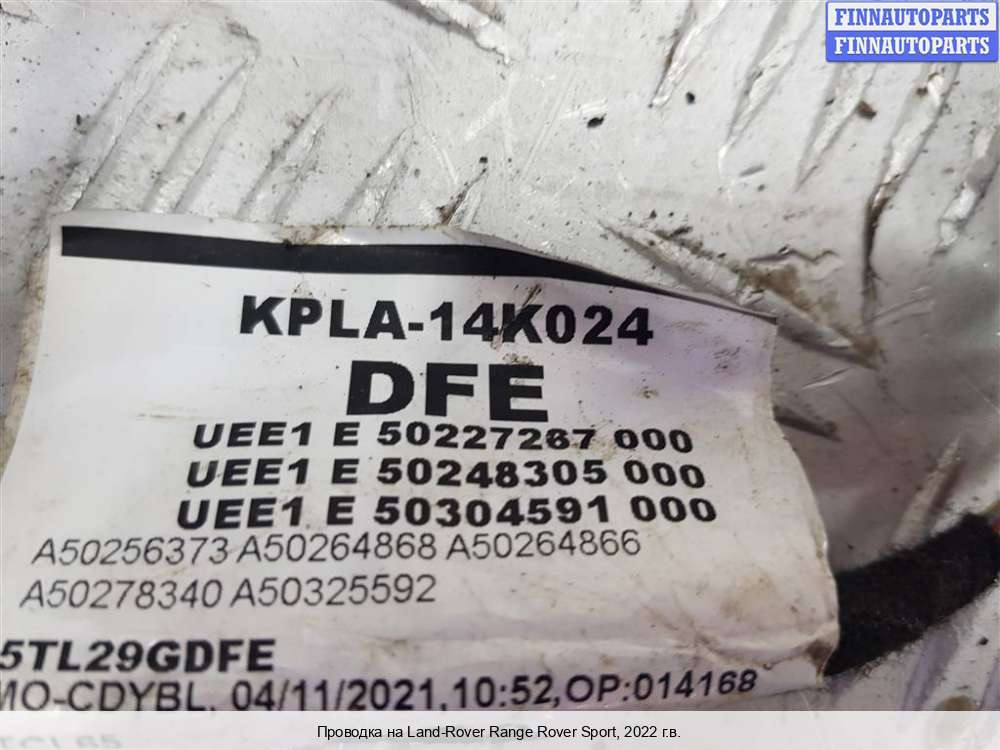 FINNAUTOPARTS
FINNAUTOPARTS
KPLA-14K024
DFE
UEE1 E 50227267 000
UEE1 E 50248305 000
UEE1 E 50304591 000
A50256373 A50264868 A50264866
A50278340 A50325592
5TL29GDFE
MO-CDYBL, 04/11/2021,10:52,OP:014168
Проводка на Land-Rover Range Rover Sport, 2022 г.в.